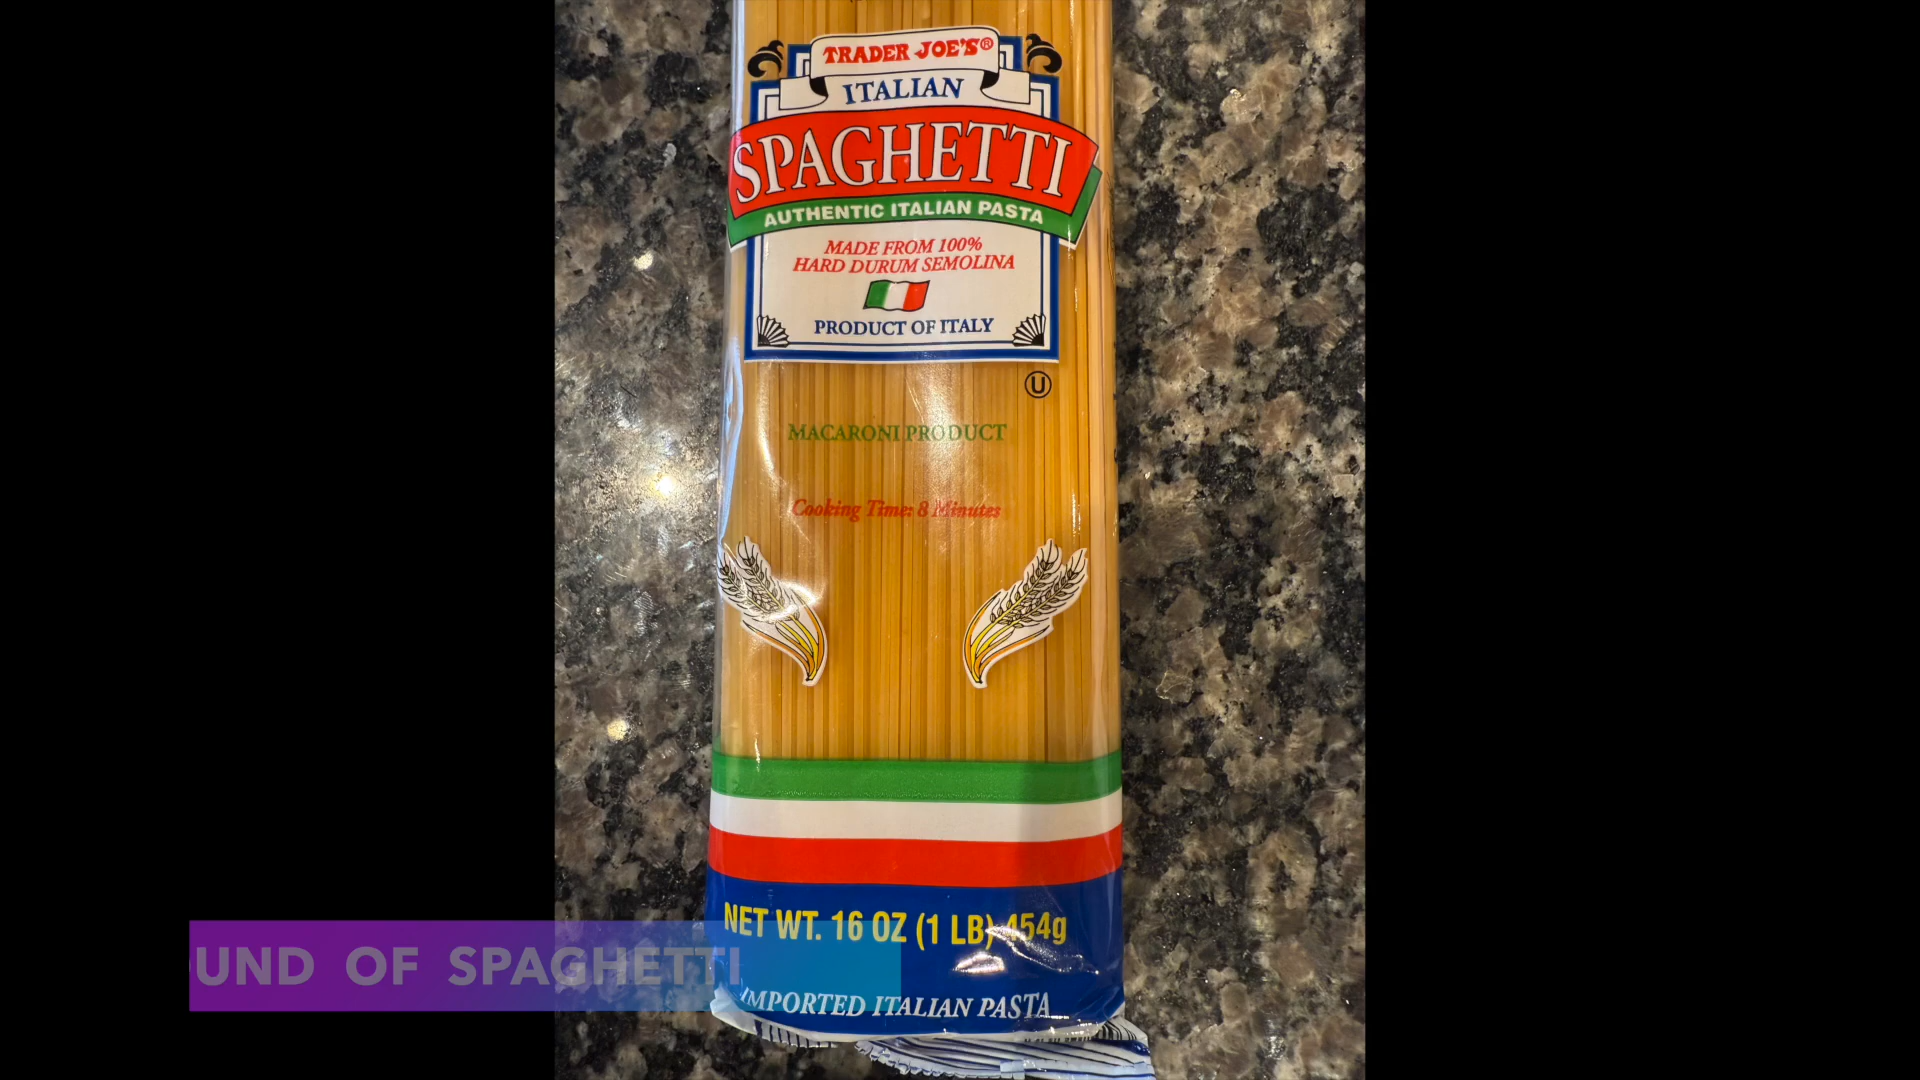 TRADER JOE'S®
ITALIAN
SPAGHETTI
AUTHENTIC ITALIAN PASTA
MADE FROM 100%
HARD DURUM SEMOLINA
PRODUCT OF ITALY
U
MACARONI PRODUCT
Cooking Time: 8 Minutes
NET WT. 16 OZ (1 LB) 454g
UND OF SPAGHETTI
IMPORTED ITALIAN PASTA